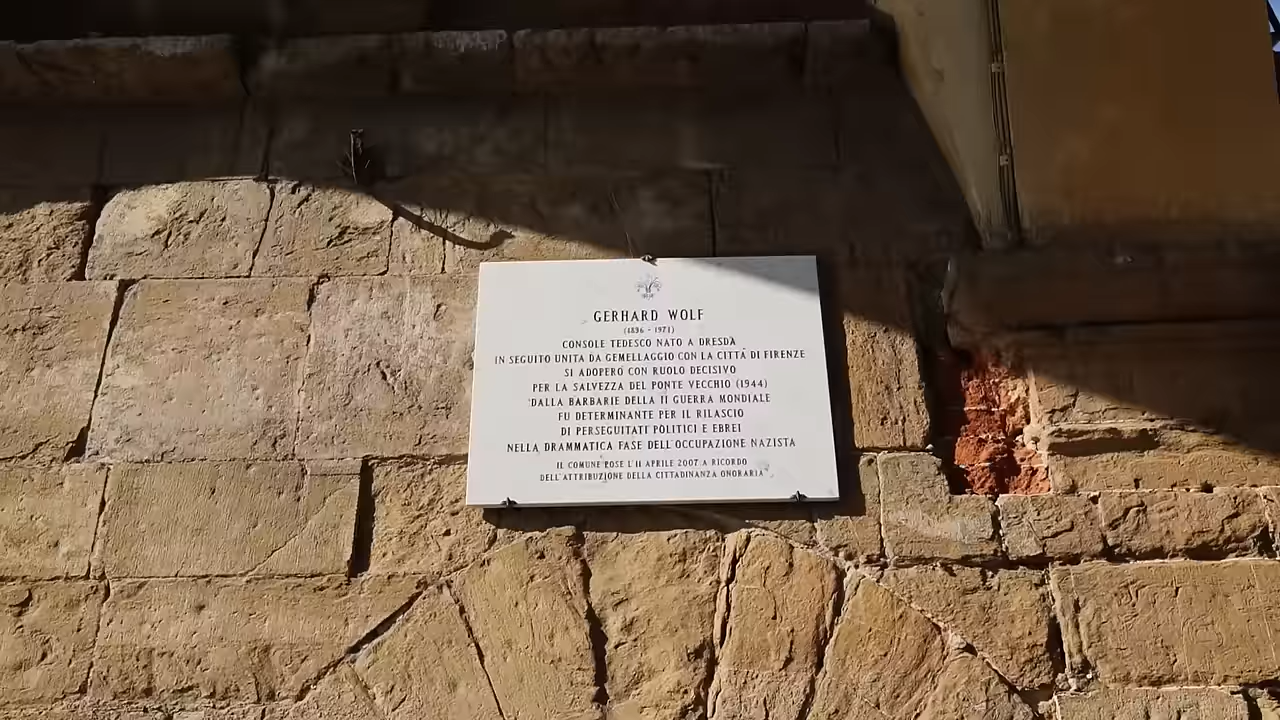 GERHARD WOLF
(1896 - 1971)
CONSOLE TEDESCO NATO A DRESDA
IN SEGUITO UNITA DA GEMELLAGGIO CON LA CITTÀ DI FIRENZE
SI ADOPERÒ CON RUOLO DECISIVO
PER LA SALVEZZA DEL PONTE VECCHIO (1944)
DALLA BARBARIE DELLA II GUERRA MONDIALE
FU DETERMINANTE PER IL RILASCIO
DI PERSEGUITATI POLITICI E EBREI
NELLA DRAMMATICA FASE DELL'OCCUPAZIONE NAZISTA
IL COMUNE POSE L'11 APRILE 2007 A RICORDO
DELL'ATTRIBUZIONE DELLA CITTADINANZA ONORARIA